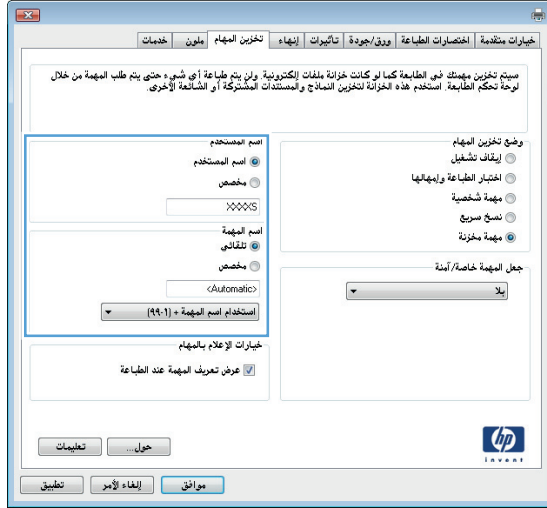 خيارات متقدمة
اختصارات الطباعة
ورق/جودة
تأثيرات
إنهاء
تخزين المهام
ملون
خدمات
سيتم تخزين مهمتك في الطابعة كما لو كانت خزانة ملفات إلكترونية. ولن يتم طباعة أي شيء حتى يتم طلب المهمة من خلال
لوحة تحكم الطابعة. استخدم هذه الخزانة لتخزين النماذج والمستندات المشتركة أو الشائعة الأخرى.
وضع تخزين المهام
إيقاف تشغيل
اختبار الطباعة وإمهالها
مهمة شخصية
نسخ سريع
مهمة مخزنة
جعل المهمة خاصة/آمنة
بلا
اسم المستخدم
اسم المستخدم
مخصص
XXXXS
اسم المهمة
تلقائي
مخصص
<Automatic>
استخدام اسم المهمة + (1-99)
خيارات الإعلام بالمهام
عرض تعريف المهمة عند الطباعة
hp
invent
حول...
تعليمات
موافق
إلغاء الأمر
تطبيق